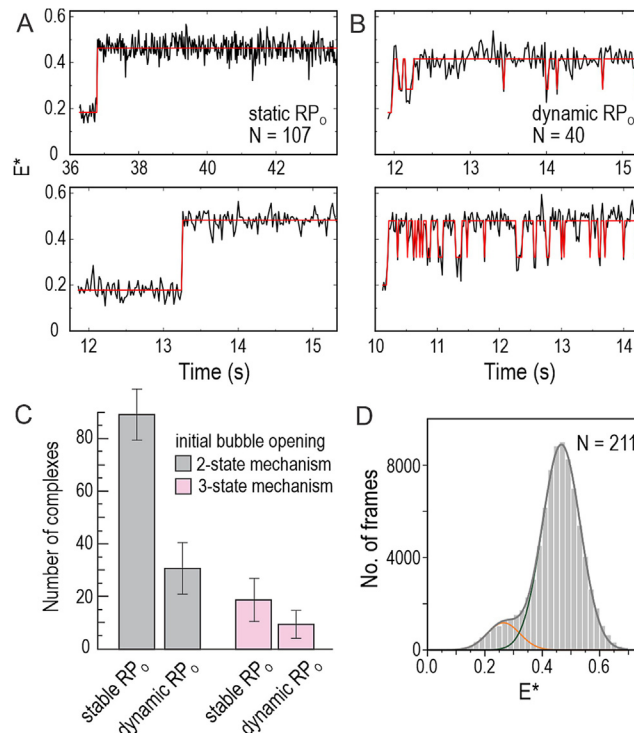 A
B
E*
0.6
0.4
0.2
0
static RPO
N = 107
36
38
40
42
dynamic RPO
N = 40
12
13
14
15
0.6
0.4
0.2
0
12
13
14
15
Time (s)
10
11
12
13
14
Time (s)
C
Number of complexes
80
60
40
20
0
initial bubble opening
2-state mechanism
3-state mechanism
stable RPO
dynamic RPO
stable RPO
dynamic RPO
D
N = 211
No. of frames
8000
4000
0
0.0
0.2
0.4
0.6
E*